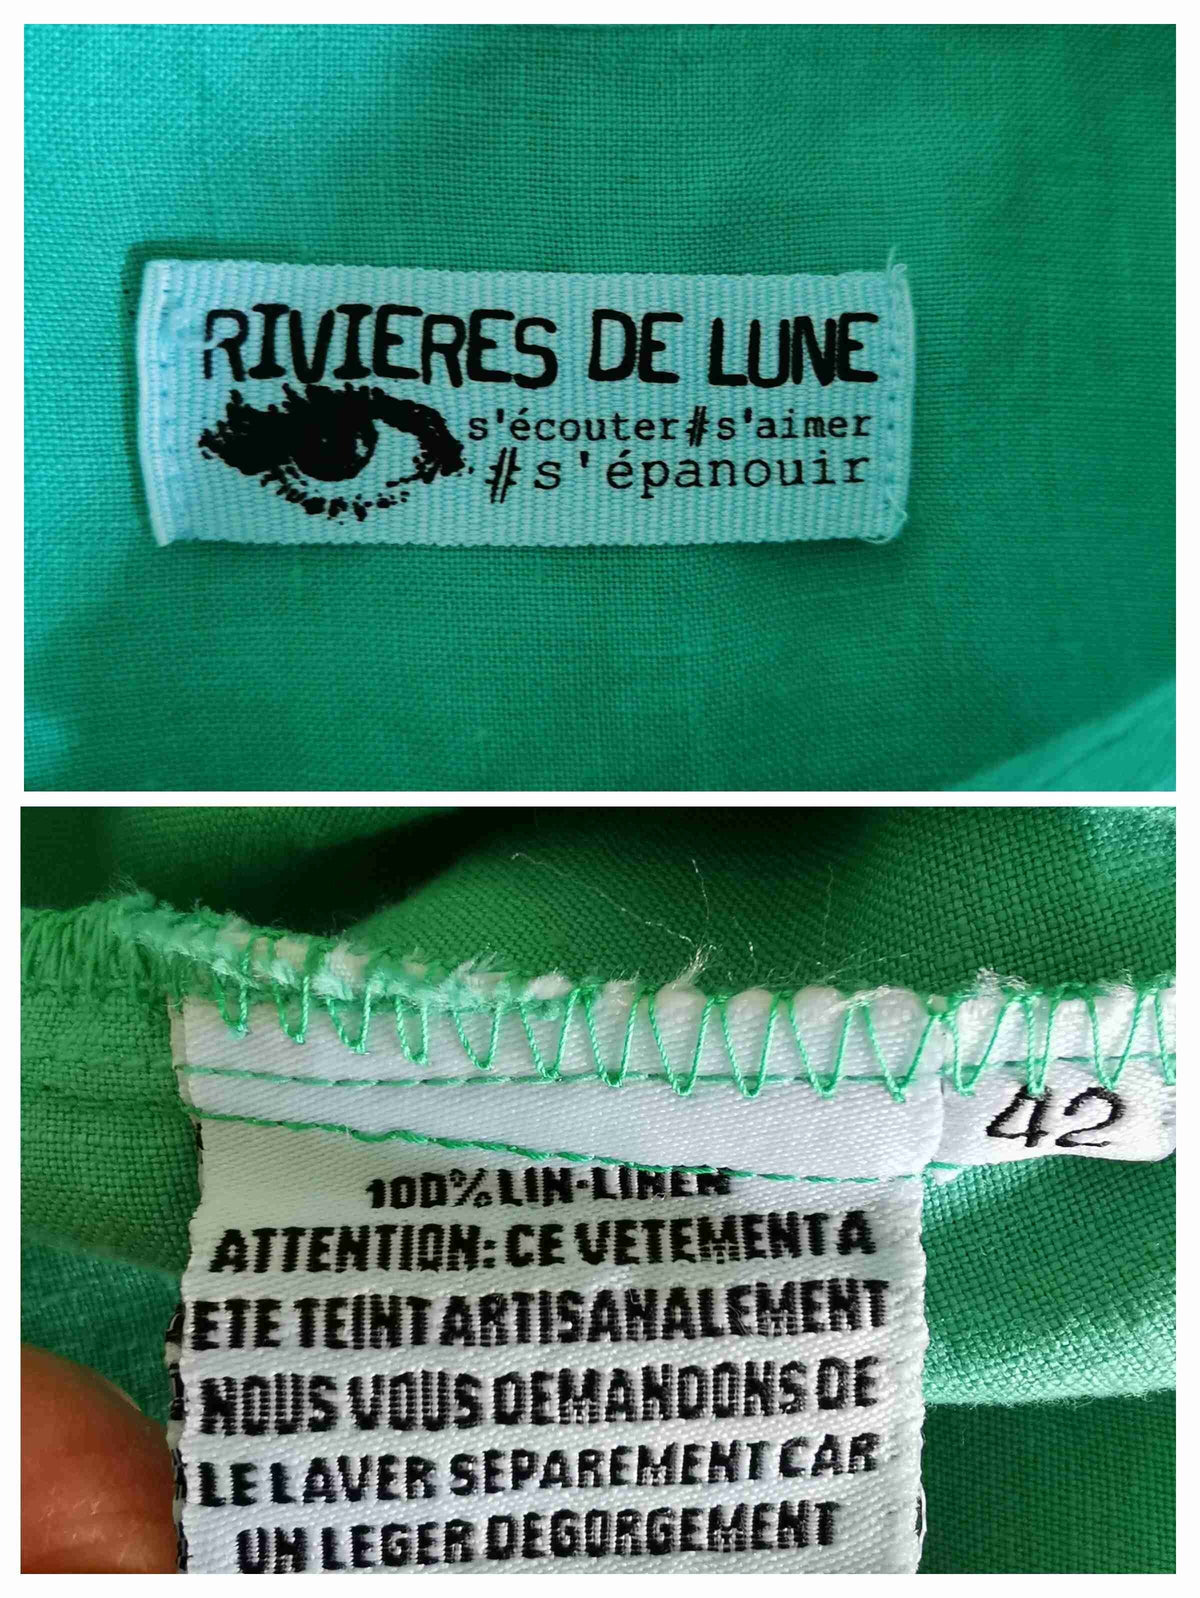 RIVIERES DE LUNE
s'écouter#s'aimer
#s'épanouir
42
100% LIN-LINEN
ATTENTION: CE VETEMENT A
ETE TEINT ARTISANALEMENT
NOUS VOUS DEMANDONS DE
LE LAVER SEPAREMENT CAR
UN LEGER DEGORGEMENT